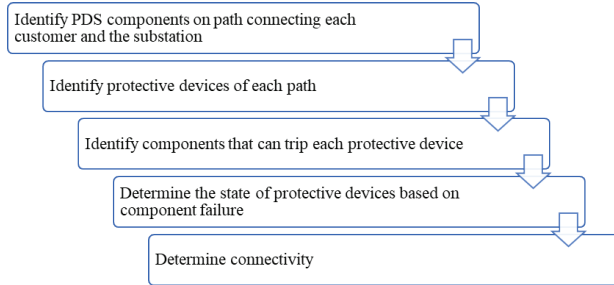 Identify PDS components on path connecting each
customer and the substation
Identify protective devices of each path
Identify components that can trip each protective device
Determine the state of protective devices based on
component failure
Determine connectivity